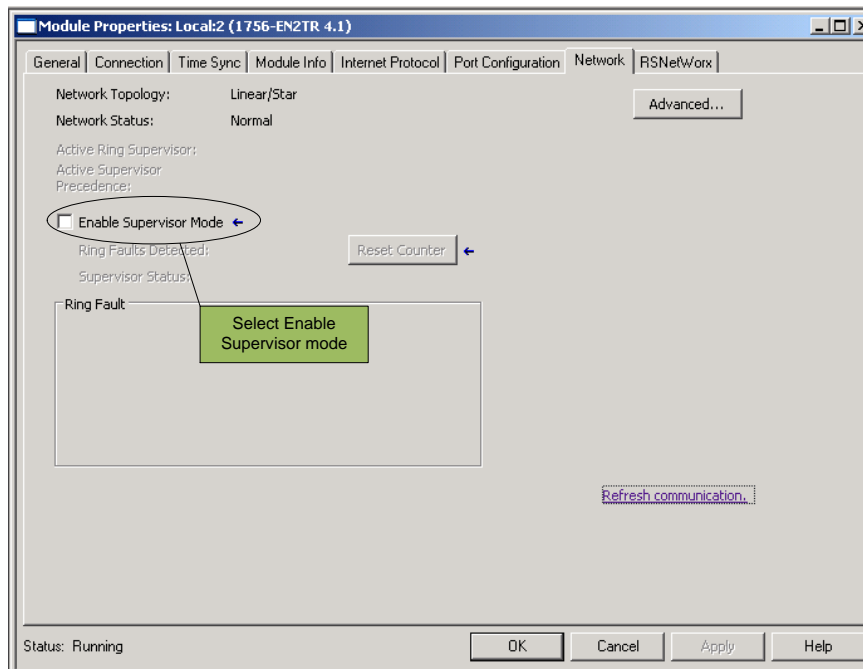 Module Properties: Local:2 (1756-EN2TR 4.1)
General Connection Time Sync Module Info Internet Protocol Port Configuration Network RSNetWorx
Network Topology: Linear/Star
Advanced...
Network Status: Normal
Active Ring Supervisor:
Active Supervisor
Precedence:
Enable Supervisor Mode
Ring Faults Detected: Reset Counter
Supervisor Status:
Ring Fault
Select Enable
Supervisor mode
Refresh communication.
Status: Running OK Cancel Apply Help